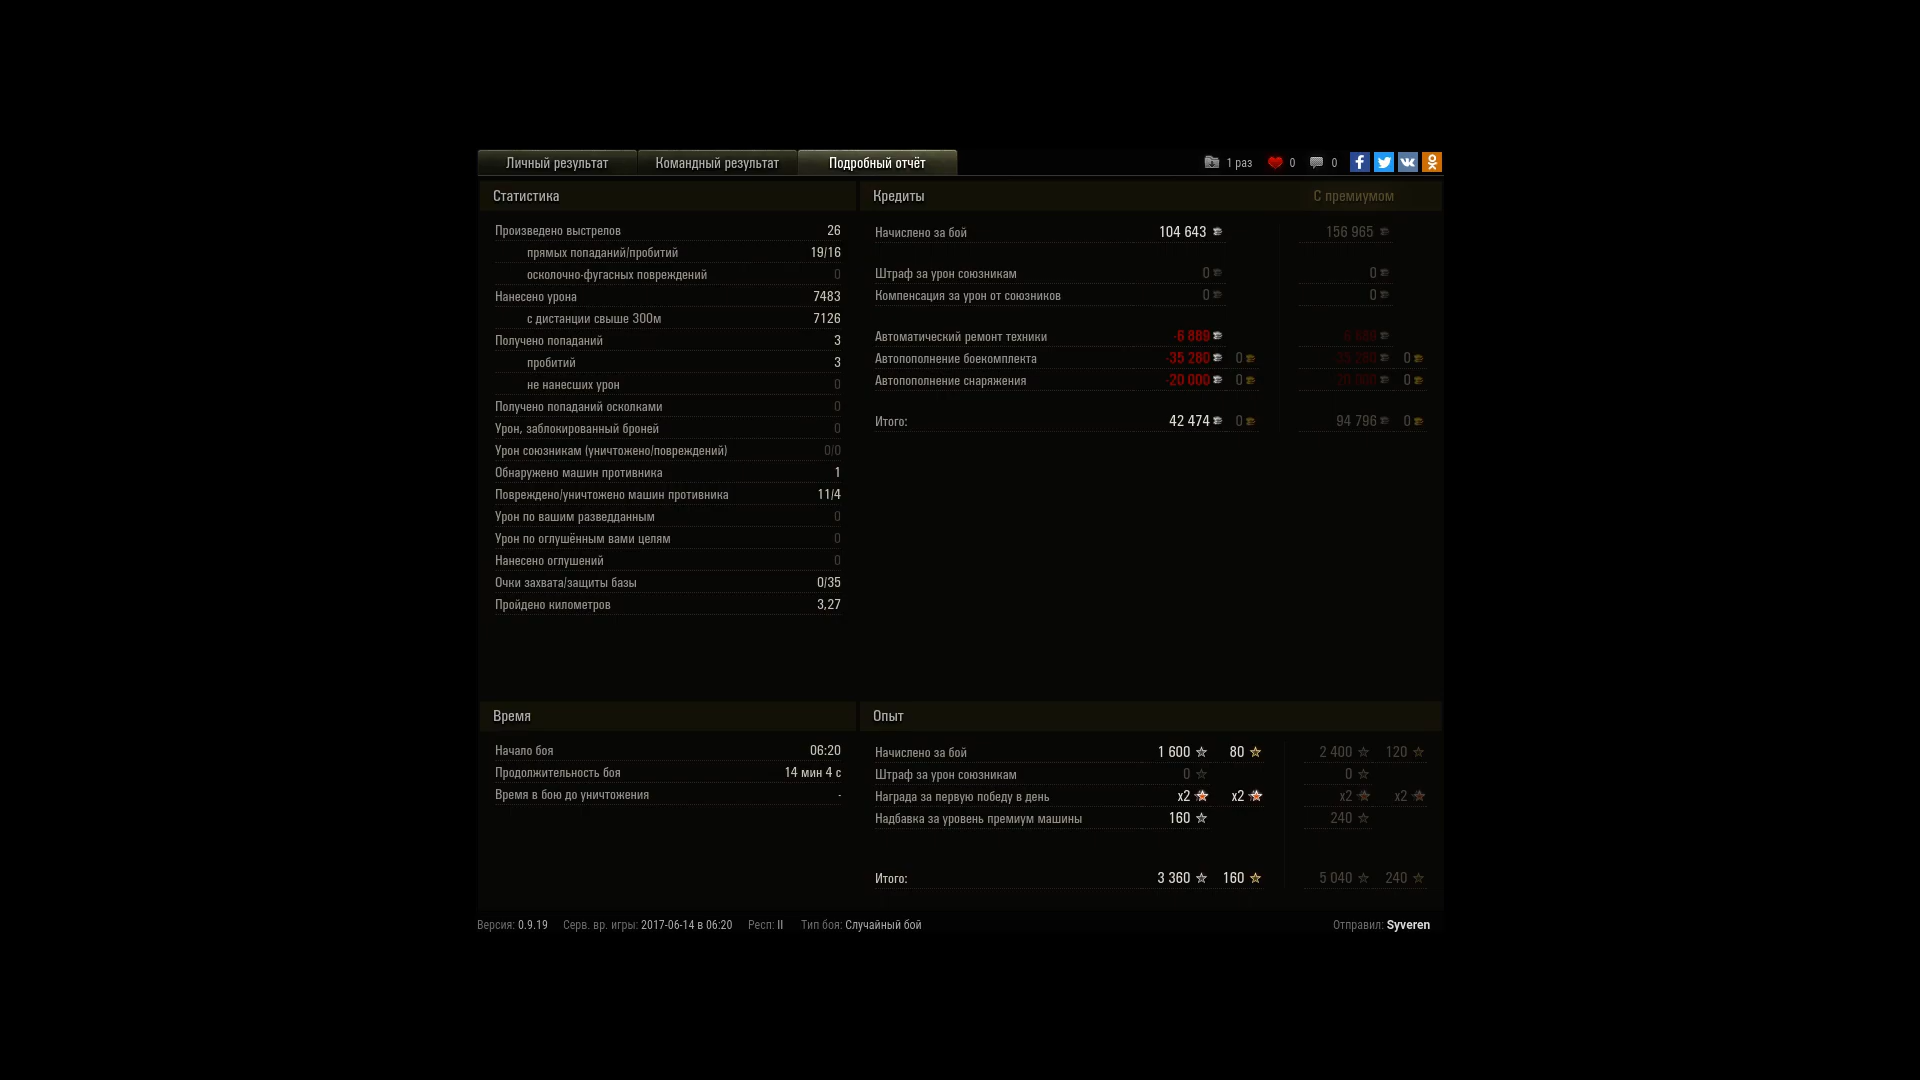 Личный результат Командный результат Подробный отчёт 1 раз 0 0
Статистика
Произведено выстрелов 26
прямых попаданий/пробитий 19/16
осколочно-фугасных повреждений 0
Нанесено урона 7483
с дистанции свыше 300м 7126
Получено попаданий 3
пробитий 3
не нанесших урон 0
Получено попаданий осколками 0
Урон, заблокированный броней 0
Урон союзникам (уничтожено/повреждений) 0/0
Обнаружено машин противника 1
Повреждено/уничтожено машин противника 11/4
Урон по вашим разведданным 0
Урон по оглушённым вами целям 0
Нанесено оглушений 0
Очки захвата/защиты базы 0/35
Пройдено километров 3,27
Кредиты С премиумом
Начислено за бой 104 643 156 965
Штраф за урон союзникам 0 0
Компенсация за урон от союзников 0 0
Автоматический ремонт техники -6 889 -6 889
Автопополнение боекомплекта -35 280 0 -35 280 0
Автопополнение снаряжения -20 000 0 -20 000 0
Итого: 42 474 0 94 796 0
Время
Начало боя 06:20
Продолжительность боя 14 мин 4 с
Время в бою до уничтожения -
Опыт
Начислено за бой 1 600 80 2 400 120
Штраф за урон союзникам 0 0
Награда за первую победу в день x2 x2 x2 x2
Надбавка за уровень премиум машины 160 240
Итого: 3 360 160 5 040 240
Версия: 0.9.19 Серв. вр. игры: 2017-06-14 в 06:20 Респ: II Тип боя: Случайный бой Отправил: Syveren